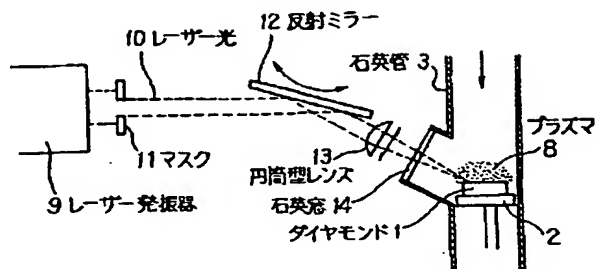 12 反射ミラー
10 レーザー光
石英管 3
プラズマ
8
11 マスク
13
円筒型レンズ
9 レーザー発振器
石英窓 14
ダイヤモンド 1
2